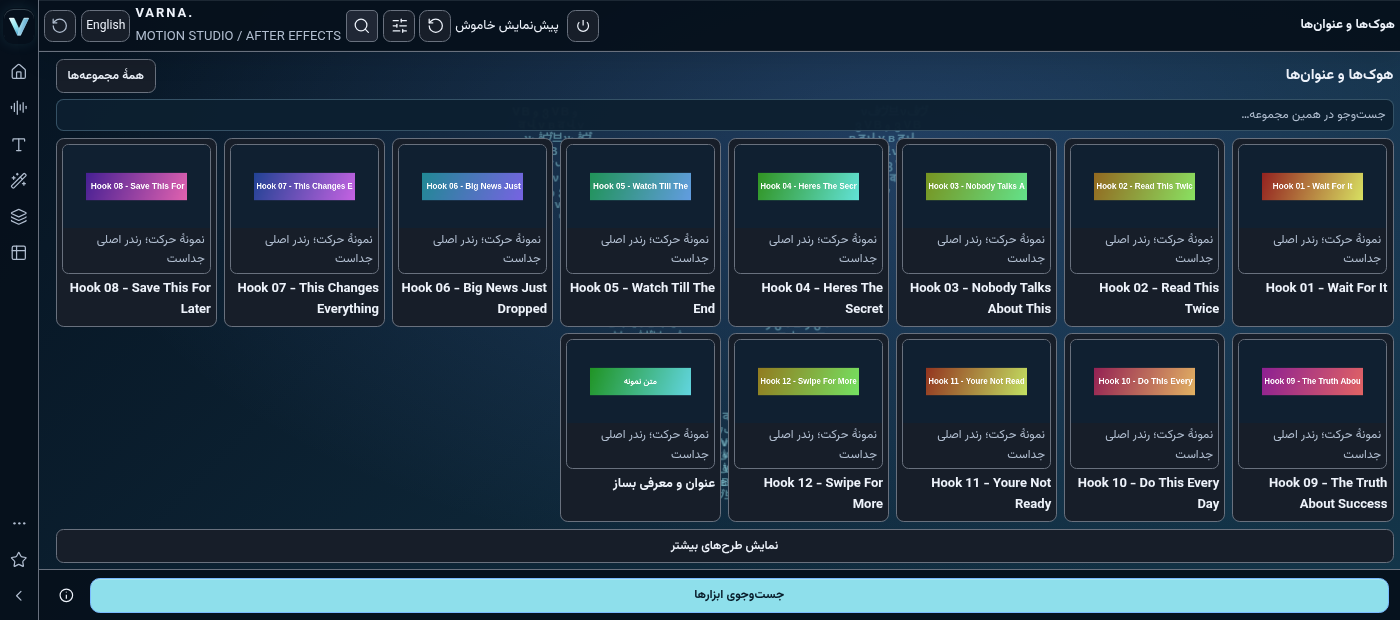 هوک‌ها و عنوان‌ها
پیش‌نمایش خاموش
VARNA.
MOTION STUDIO / AFTER EFFECTS
English
هوک‌ها و عنوان‌ها
همهٔ مجموعه‌ها
جست‌وجو در همین مجموعه...
Hook 01 - Wait For It
نمونهٔ حرکت؛ رندر اصلی
جداست
Hook 01 - Wait For It
Hook 02 - Read This Twic
نمونهٔ حرکت؛ رندر اصلی
جداست
Hook 02 - Read This
Twice
Hook 03 - Nobody Talks A
نمونهٔ حرکت؛ رندر اصلی
جداست
Hook 03 - Nobody Talks
About This
Hook 04 - Heres The Secr
نمونهٔ حرکت؛ رندر اصلی
جداست
Hook 04 - Heres The
Secret
Hook 05 - Watch Till The
نمونهٔ حرکت؛ رندر اصلی
جداست
Hook 05 - Watch Till The
End
Hook 06 - Big News Just
نمونهٔ حرکت؛ رندر اصلی
جداست
Hook 06 - Big News Just
Dropped
Hook 07 - This Changes E
نمونهٔ حرکت؛ رندر اصلی
جداست
Hook 07 - This Changes
Everything
Hook 08 - Save This For
نمونهٔ حرکت؛ رندر اصلی
جداست
Hook 08 - Save This For
Later
Hook 09 - The Truth Abou
نمونهٔ حرکت؛ رندر اصلی
جداست
Hook 09 - The Truth
About Success
Hook 10 - Do This Every
نمونهٔ حرکت؛ رندر اصلی
جداست
Hook 10 - Do This Every
Day
Hook 11 - Youre Not Read
نمونهٔ حرکت؛ رندر اصلی
جداست
Hook 11 - Youre Not
Ready
Hook 12 - Swipe For More
نمونهٔ حرکت؛ رندر اصلی
جداست
Hook 12 - Swipe For
More
متن نمونه
نمونهٔ حرکت؛ رندر اصلی
جداست
عنوان و معرفی بساز
نمایش طرح‌های بیشتر
جست‌وجوی ابزارها